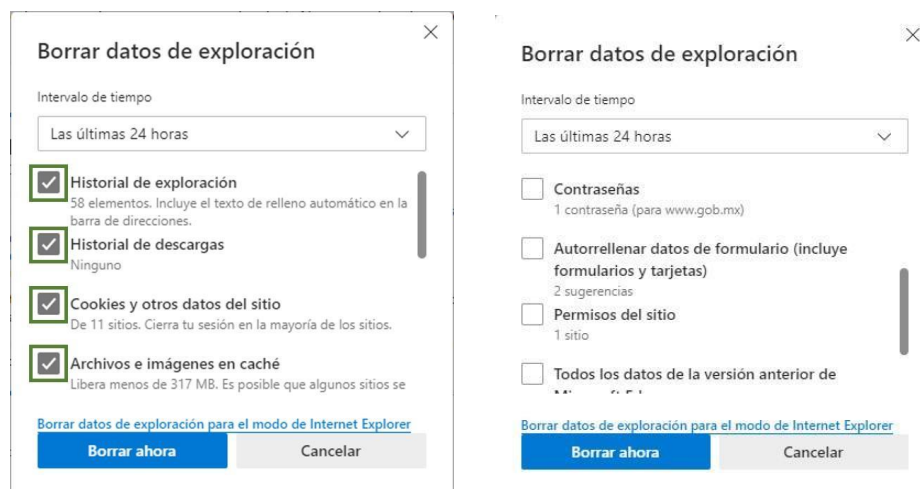 Borrar datos de exploración
Intervalo de tiempo
Las últimas 24 horas
Historial de exploración
58 elementos. Incluye el texto de relleno automático en la
barra de direcciones.
Historial de descargas
Ninguno
Cookies y otros datos del sitio
De 11 sitios. Cierra tu sesión en la mayoría de los sitios.
Archivos e imágenes en caché
Libera menos de 317 MB. Es posible que algunos sitios se
Borrar datos de exploración para el modo de Internet Explorer
Borrar ahora
Cancelar
Borrar datos de exploración
Intervalo de tiempo
Las últimas 24 horas
Contraseñas
1 contraseña (para www.gob.mx)
Autorrellenar datos de formulario (incluye
formularios y tarjetas)
2 sugerencias
Permisos del sitio
1 sitio
Todos los datos de la versión anterior de
Borrar datos de exploración para el modo de Internet Explorer
Borrar ahora
Cancelar